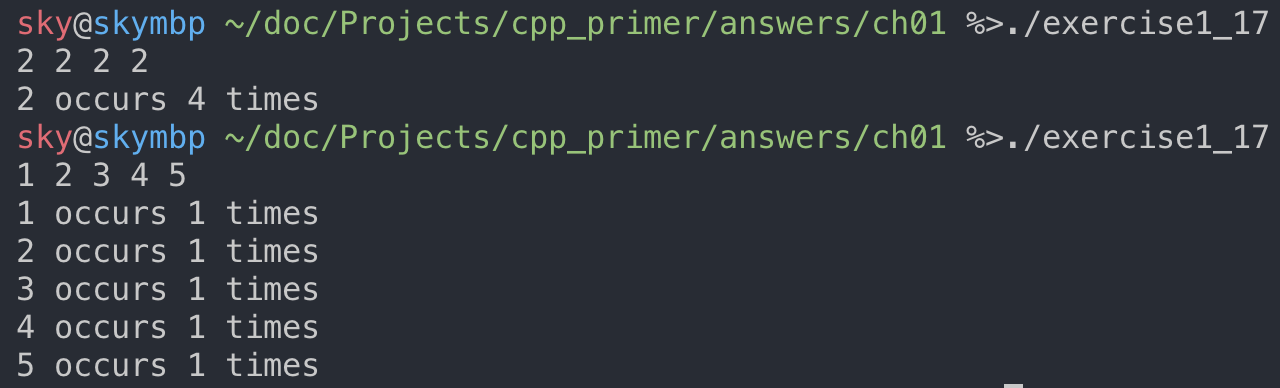 sky@skymbp ~/doc/Projects/cpp_primer/answers/ch01 %>./exercise1_17
2 2 2 2
2 occurs 4 times
sky@skymbp ~/doc/Projects/cpp_primer/answers/ch01 %>./exercise1_17
1 2 3 4 5
1 occurs 1 times
2 occurs 1 times
3 occurs 1 times
4 occurs 1 times
5 occurs 1 times